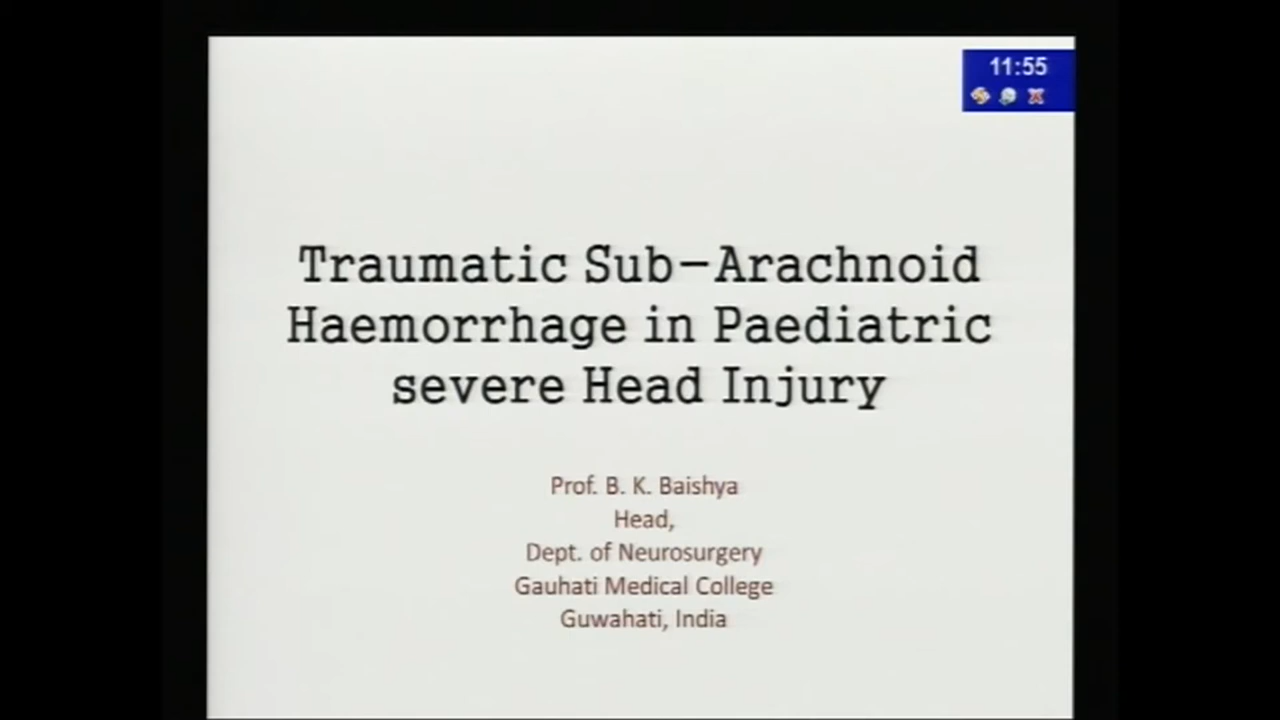 11:55
Traumatic Sub-Arachnoid
Haemorrhage in Paediatric
severe Head Injury
Prof. B. K. Baishya
Head,
Dept. of Neurosurgery
Gauhati Medical College
Guwahati, India